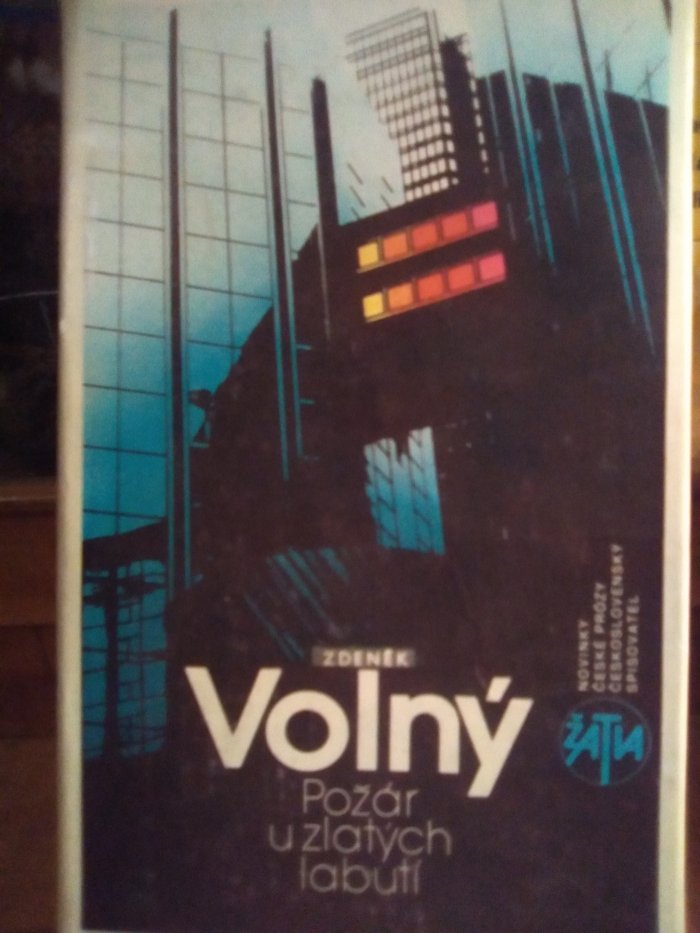 ZDENĚK
Volný
Požár
u zlatých
labutí
NOVINKY
ČESKÉ PRÓZY
ČESKOSLOVENSKÝ
SPISOVATEL
ŽATVA